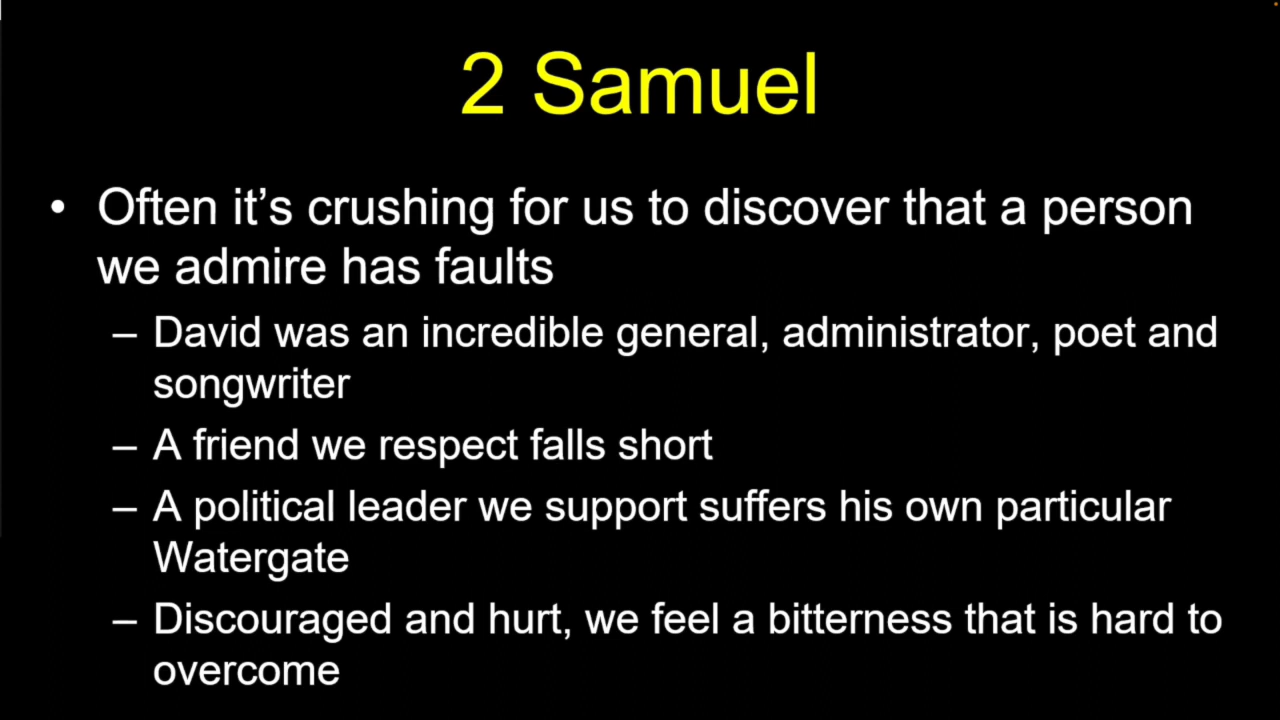 2 Samuel
• Often it’s crushing for us to discover that a person
we admire has faults
– David was an incredible general, administrator, poet and
songwriter
– A friend we respect falls short
– A political leader we support suffers his own particular
Watergate
– Discouraged and hurt, we feel a bitterness that is hard to
overcome